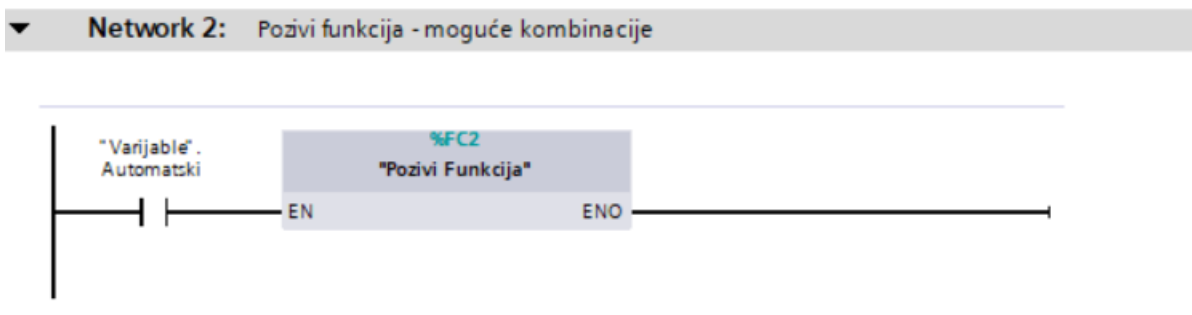 Network 2: Pozivi funkcija - moguće kombinacije
"Varijable".
Automatski
%FC2
"Pozivi Funkcija"
EN ENO